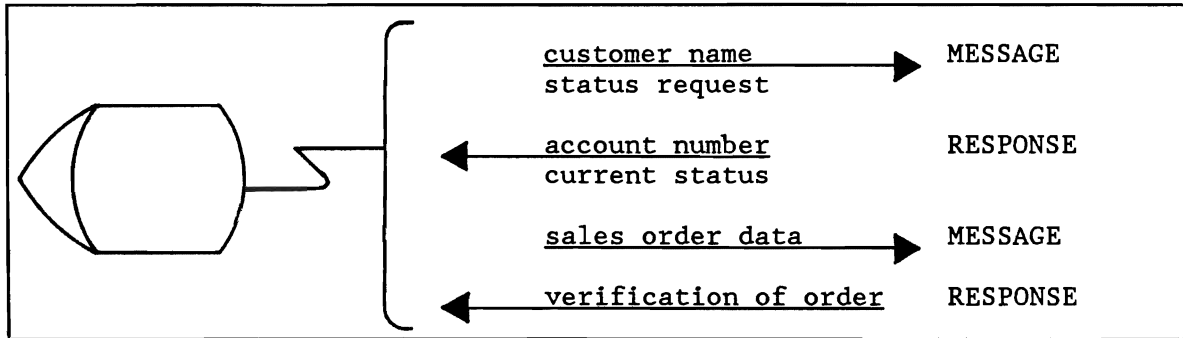 customer name MESSAGE
status request
account number RESPONSE
current status
sales order data MESSAGE
verification of order RESPONSE